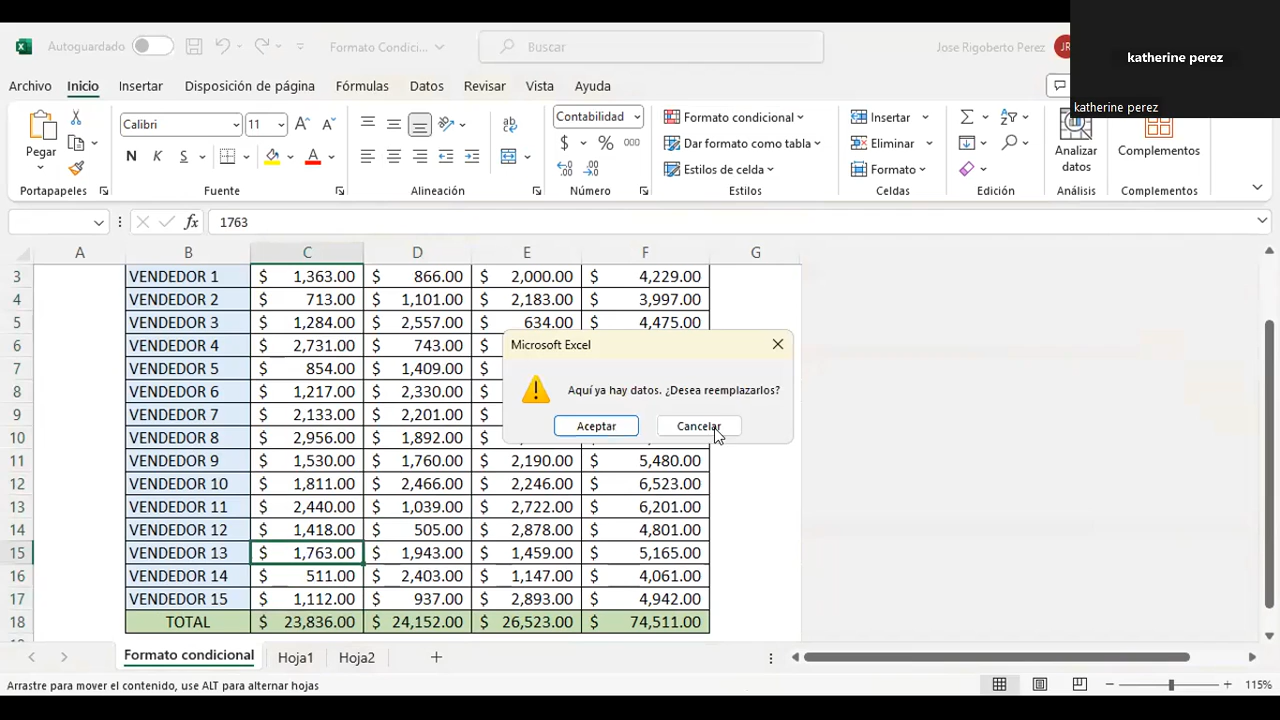 Autoguardado
Formato Condici...
Buscar
Jose Rigoberto Perez
JR
katherine perez
katherine perez
Archivo Inicio Insertar Disposición de página Fórmulas Datos Revisar Vista Ayuda
Pegar
Portapapeles
Calibri 11
N K S
Fuente
Alineación
Contabilidad
$ % 000
Número
Formato condicional
Dar formato como tabla
Estilos de celda
Estilos
Insertar
Eliminar
Formato
Celdas
Edición
Analizar datos
Análisis
Complementos
Complementos
fx 1763
A B C D E F G
3 VENDEDOR 1 $ 1,363.00 $ 866.00 $ 2,000.00 $ 4,229.00
4 VENDEDOR 2 $ 713.00 $ 1,101.00 $ 2,183.00 $ 3,997.00
5 VENDEDOR 3 $ 1,284.00 $ 2,557.00 $ 634.00 $ 4,475.00
6 VENDEDOR 4 $ 2,731.00 $ 743.00 $
7 VENDEDOR 5 $ 854.00 $ 1,409.00 $
8 VENDEDOR 6 $ 1,217.00 $ 2,330.00 $
9 VENDEDOR 7 $ 2,133.00 $ 2,201.00 $
10 VENDEDOR 8 $ 2,956.00 $ 1,892.00 $
11 VENDEDOR 9 $ 1,530.00 $ 1,760.00 $ 2,190.00 $ 5,480.00
12 VENDEDOR 10 $ 1,811.00 $ 2,466.00 $ 2,246.00 $ 6,523.00
13 VENDEDOR 11 $ 2,440.00 $ 1,039.00 $ 2,722.00 $ 6,201.00
14 VENDEDOR 12 $ 1,418.00 $ 505.00 $ 2,878.00 $ 4,801.00
15 VENDEDOR 13 $ 1,763.00 $ 1,943.00 $ 1,459.00 $ 5,165.00
16 VENDEDOR 14 $ 511.00 $ 2,403.00 $ 1,147.00 $ 4,061.00
17 VENDEDOR 15 $ 1,112.00 $ 937.00 $ 2,893.00 $ 4,942.00
18 TOTAL $ 23,836.00 $ 24,152.00 $ 26,523.00 $ 74,511.00
Microsoft Excel
Aquí ya hay datos. ¿Desea reemplazarlos?
Aceptar Cancelar
Formato condicional Hoja1 Hoja2
Arrastre para mover el contenido, use ALT para alternar hojas
115%